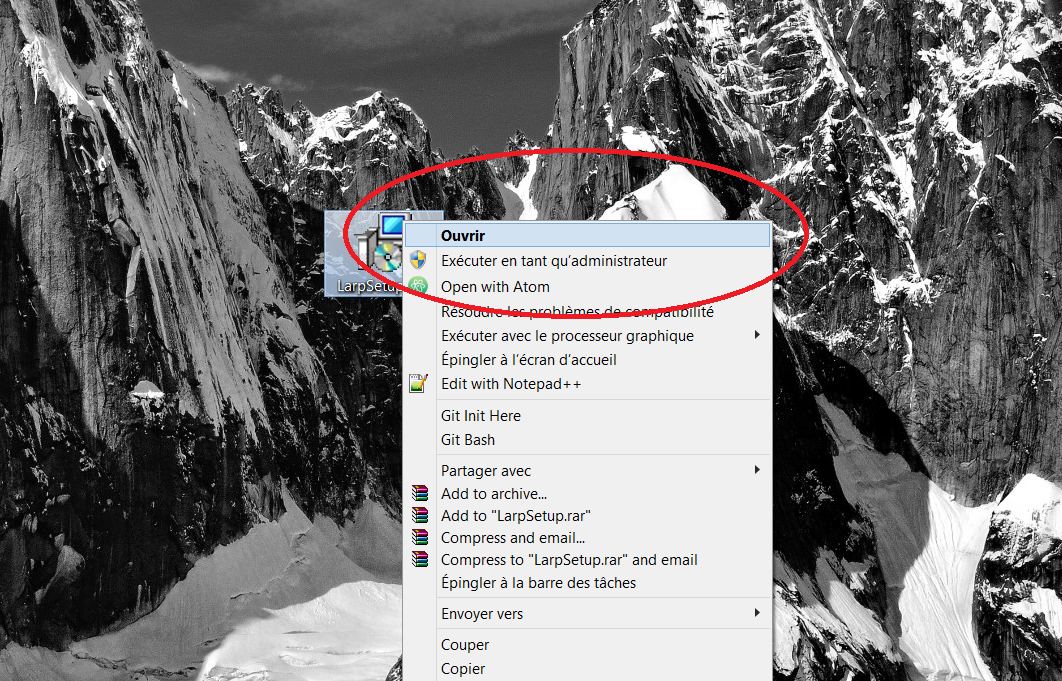 LarpSetup
Ouvrir
Exécuter en tant qu'administrateur
Open with Atom
Résoudre les problèmes de compatibilité
Exécuter avec le processeur graphique
Épingler à l'écran d'accueil
Edit with Notepad++
Git Init Here
Git Bash
Partager avec
Add to archive...
Add to "LarpSetup.rar"
Compress and email...
Compress to "LarpSetup.rar" and email
Épingler à la barre des tâches
Envoyer vers
Couper
Copier